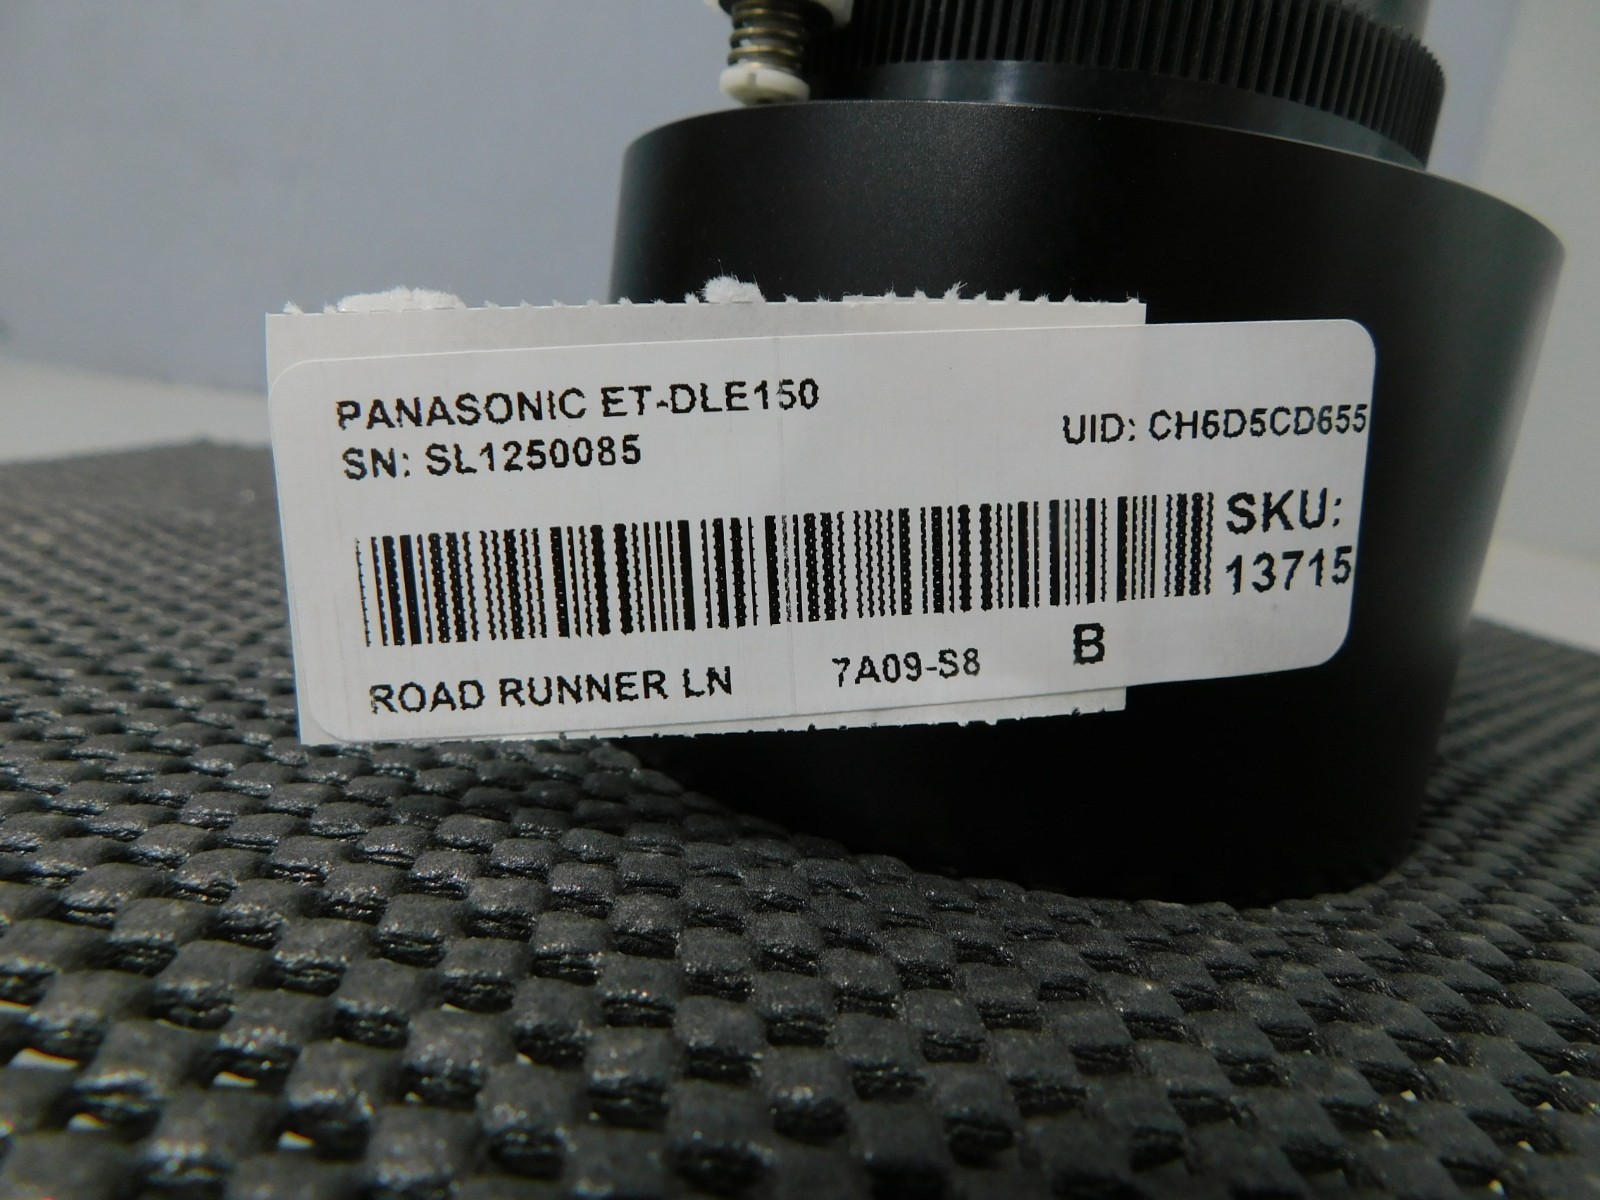 PANASONIC ET-DLE150
SN: SL1250085
UID: CH6D5CD655
SKU:
13715
ROAD RUNNER LN 7A09-S8 B